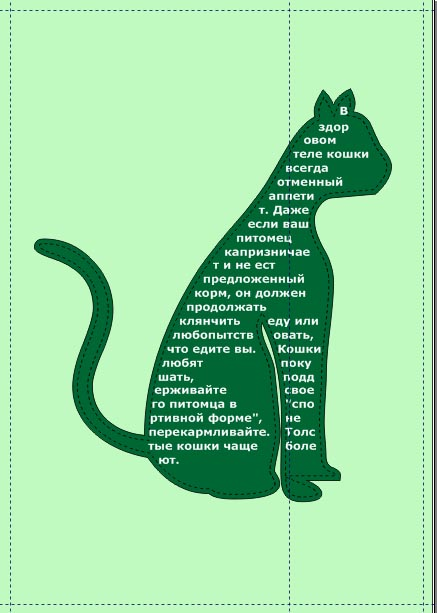 В
здор
овом
теле кошки
всегда
отменный
аппети
т. Даже
если ваш
питомец
капризничае
т и не ест
предложенный
корм, он должен
продолжать
клянчить еду или
любопытств овать,
что едите вы. Кошки
любят поку
шать, подд
ерживайте свое
го питомца в "спо
ртивной форме", не
перекармливайте. Толс
тые кошки чаще боле
ют.